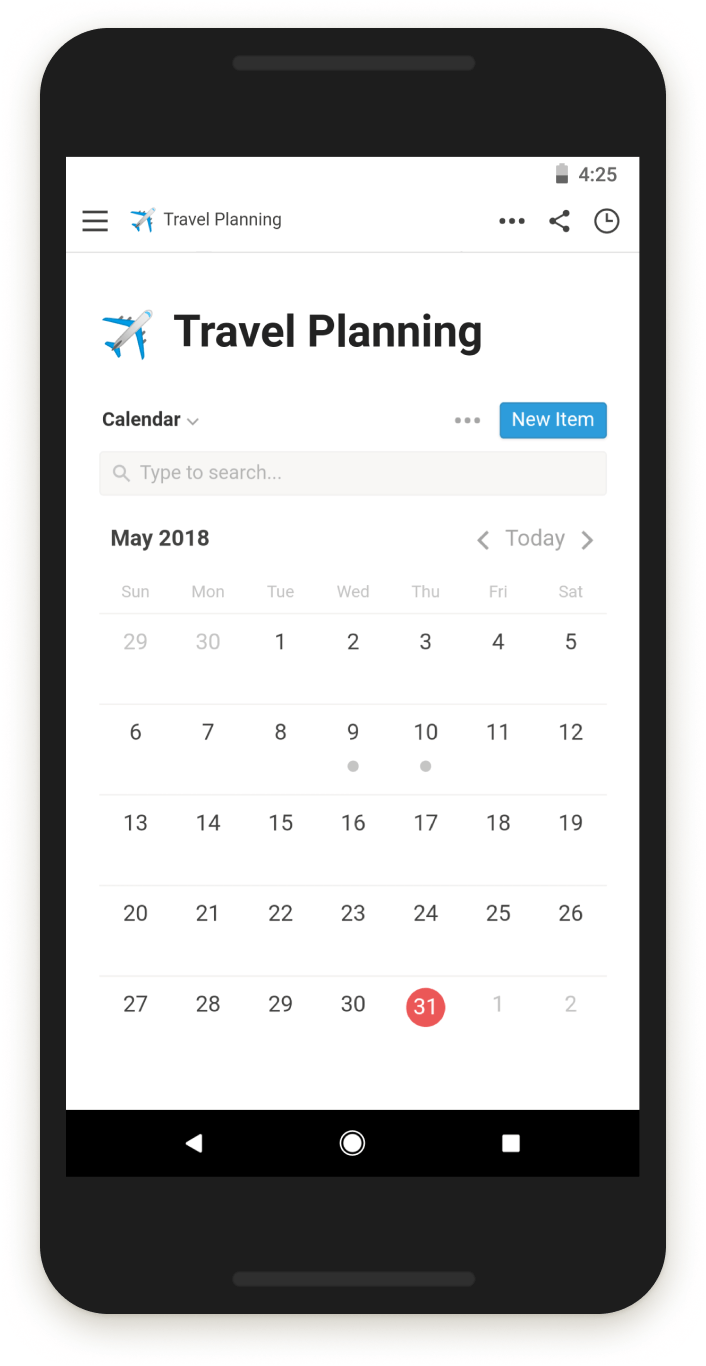 4:25
Travel Planning
Travel Planning
Calendar
New Item
Type to search...
May 2018
Today
Sun Mon Tue Wed Thu Fri Sat
29 30 1 2 3 4 5
6 7 8 9 10 11 12
13 14 15 16 17 18 19
20 21 22 23 24 25 26
27 28 29 30 31 1 2